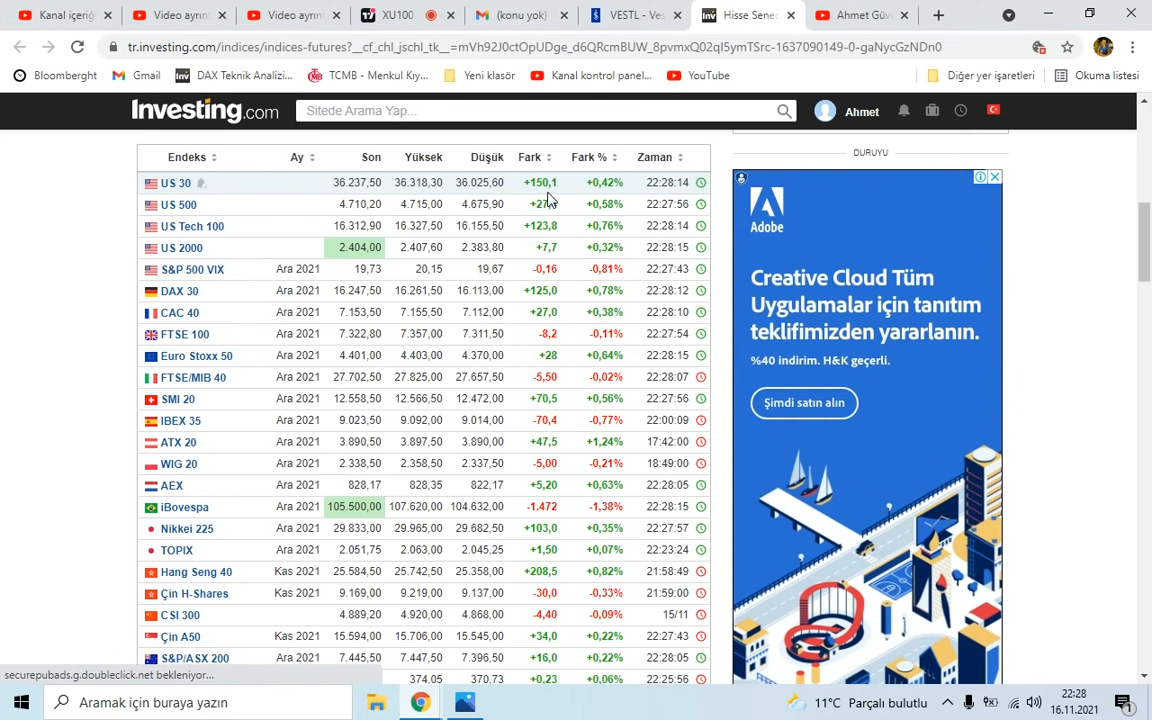 Kanal içeriğ
Video ayrın
Video ayrın
XU100
(konu yok)
VESTL - Ves
Hisse Sened
Ahmet Güv
tr.investing.com/indices/indices-futures?__cf_chl_jschl_tk__=mVh92J0ctOpUDge_d6QRcmBUW_8pvmxQ02qI5ymTSrc-1637090149-0-gaNycGzNDn0
Bloomberght
Gmail
DAX Teknik Analizi...
TCMB - Menkul Kıy...
Yeni klasör
Kanal kontrol panel...
YouTube
Diğer yer işaretleri
Okuma listesi
Investing.com
Sitede Arama Yap...
Ahmet
Endeks Ay Son Yüksek Düşük Fark Fark % Zaman
US 30 36.237,50 36.318,30 36.025,60 +150,1 +0,42% 22:28:14
US 500 4.710,20 4.715,00 4.675,90 +0,58% 22:27:56
US Tech 100 16.312,90 16.327,50 16.155,50 +123,8 +0,76% 22:28:14
US 2000 2.404,00 2.407,60 2.383,80 +7,7 +0,32% 22:28:15
S&P 500 VIX Ara 2021 19,73 20,15 19,67 -0,16 -0,81% 22:27:43
DAX 30 Ara 2021 16.247,50 16.261,50 16.113,00 +125,0 +0,78% 22:28:12
CAC 40 Ara 2021 7.153,50 7.155,50 7.112,00 +27,0 +0,38% 22:28:10
FTSE 100 Ara 2021 7.322,80 7.357,00 7.311,50 -8,2 -0,11% 22:27:54
Euro Stoxx 50 Ara 2021 4.401,00 4.403,00 4.370,00 +28 +0,64% 22:28:15
FTSE/MIB 40 Ara 2021 27.702,50 27.825,00 27.657,50 -5,50 -0,02% 22:28:07
SMI 20 Ara 2021 12.558,50 12.566,50 12.472,00 +70,5 +0,56% 22:27:56
IBEX 35 Ara 2021 9.023,50 9.092,00 9.014,00 -70,4 -0,77% 22:00:09
ATX 20 Ara 2021 3.890,50 3.897,50 3.890,00 +47,5 +1,24% 17:42:00
WIG 20 Ara 2021 2.338,50 2.358,50 2.337,50 -5,00 -0,21% 18:49:00
AEX Ara 2021 828,17 828,35 822,17 +5,20 +0,63% 22:28:05
iBovespa Ara 2021 105.500,00 107.620,00 104.632,00 -1.472 -1,38% 22:28:15
Nikkei 225 Ara 2021 29.833,00 29.965,00 29.682,50 +103,0 +0,35% 22:27:57
TOPIX Ara 2021 2.051,75 2.063,00 2.045,25 +1,50 +0,07% 22:23:24
Hang Seng 40 Kas 2021 25.584,50 25.742,50 25.358,00 +208,5 +0,82% 21:58:49
Çin H-Shares Kas 2021 9.169,00 9.219,00 9.137,00 -30,0 -0,33% 21:59:00
CSI 300 4.889,20 4.920,00 4.868,00 -4,40 -0,09% 15/11
Çin A50 Kas 2021 15.594,00 15.706,00 15.545,00 +34,0 +0,22% 22:27:43
S&P/ASX 200 Ara 2021 7.445,50 7.447,50 7.396,50 +16,0 +0,22% 22:28:05
374,05 370,73 +0,23 +0,06% 22:25:56
DURUYU
Adobe
Creative Cloud Tüm
Uygulamalar için tanıtım
teklifimizden yararlanın.
%40 indirim. H&K geçerli.
Şimdi satın alın
securepubads.g.doubleclick.net bekleniyor...
Aramak için buraya yazın
11°C Parçalı bulutlu
22:28
16.11.2021
1